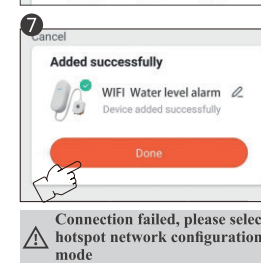 7
Cancel
Added successfully
WIFI Water level alarm
Device added successfully
Done
Connection failed, please selec
hotspot network configuration
mode